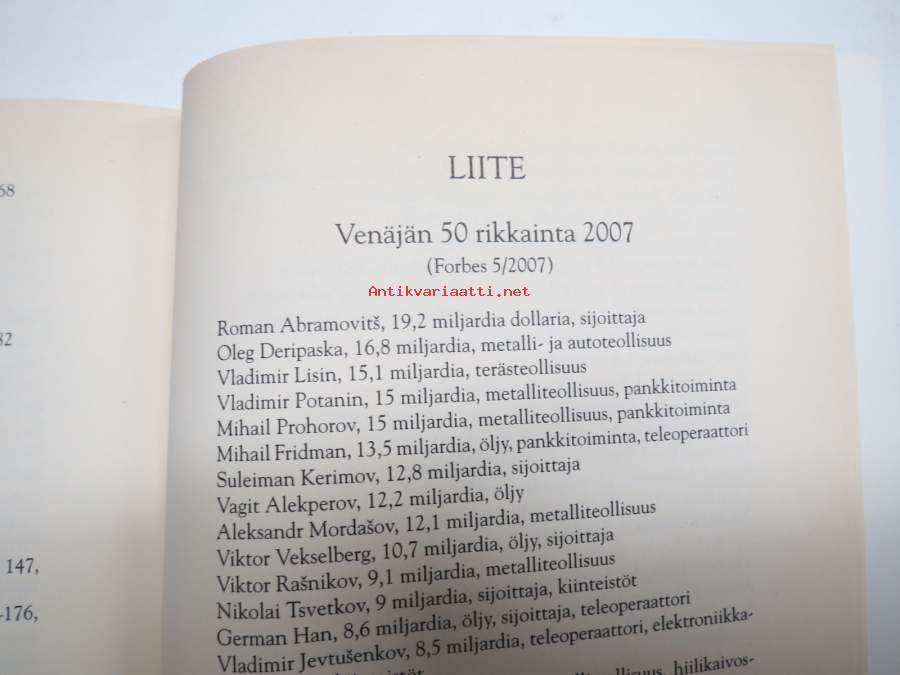 68
82
147,
-176,
LIITE
Venäjän 50 rikkainta 2007
(Forbes 5/2007)
Antikvariaatti.net
Roman Abramovitš, 19,2 miljardia dollaria, sijoittaja
Oleg Deripaska, 16,8 miljardia, metalli- ja autoteollisuus
Vladimir Lisin, 15,1 miljardia, terästeollisuus
Vladimir Potanin, 15 miljardia, metalliteollisuus, pankkitoiminta
Mihail Prohorov, 15 miljardia, metalliteollisuus, pankkitoiminta
Mihail Fridman, 13,5 miljardia, öljy, pankkitoiminta, teleoperaattori
Suleiman Kerimov, 12,8 miljardia, sijoittaja
Vagit Alekperov, 12,2 miljardia, öljy
Aleksandr Mordašov, 12,1 miljardia, metalliteollisuus
Viktor Vekselberg, 10,7 miljardia, öljy, sijoittaja
Viktor Rašnikov, 9,1 miljardia, metalliteollisuus
Nikolai Tsvetkov, 9 miljardia, sijoittaja, kiinteistöt
German Han, 8,6 miljardia, öljy, sijoittaja, teleoperaattori
Vladimir Jevtušenkov, 8,5 miljardia, teleoperaattori, elektroniikka-
hiilikaivos-